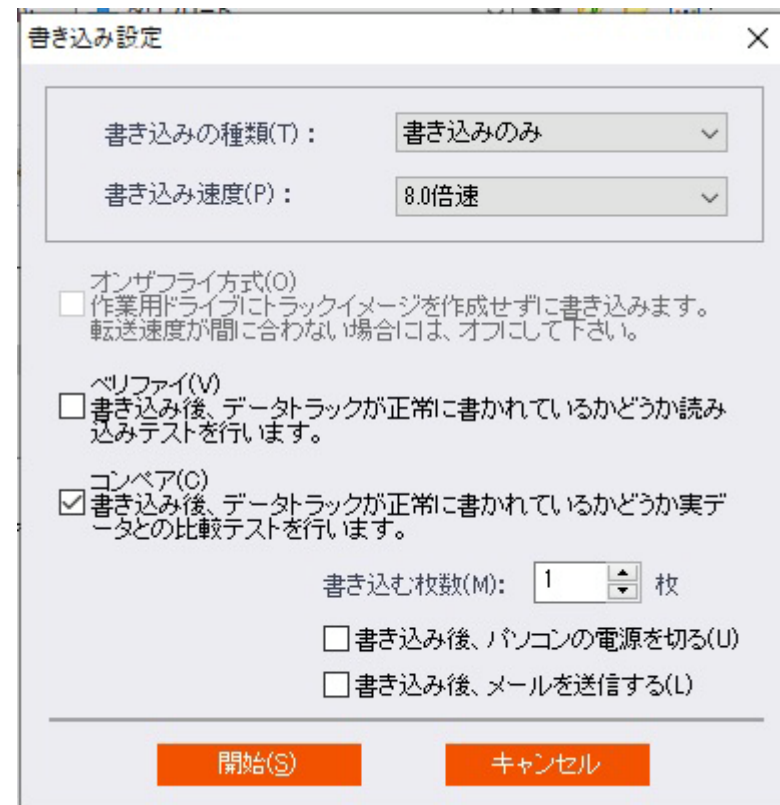 書き込み設定
書き込みの種類(T)： 書き込みのみ
書き込み速度(P)： 8.0倍速
オンザフライ方式(O)
作業用ドライブにトラックイメージを作成せずに書き込みます。
転送速度が間に合わない場合には、オフにして下さい。
ベリファイ(V)
書き込み後、データトラックが正常に書かれているかどうか読み
込みテストを行います。
コンペア(C)
書き込み後、データトラックが正常に書かれているかどうか実デ
ータとの比較テストを行います。
書き込む枚数(M): 1 枚
書き込み後、パソコンの電源を切る(U)
書き込み後、メールを送信する(L)
開始(S) キャンセル